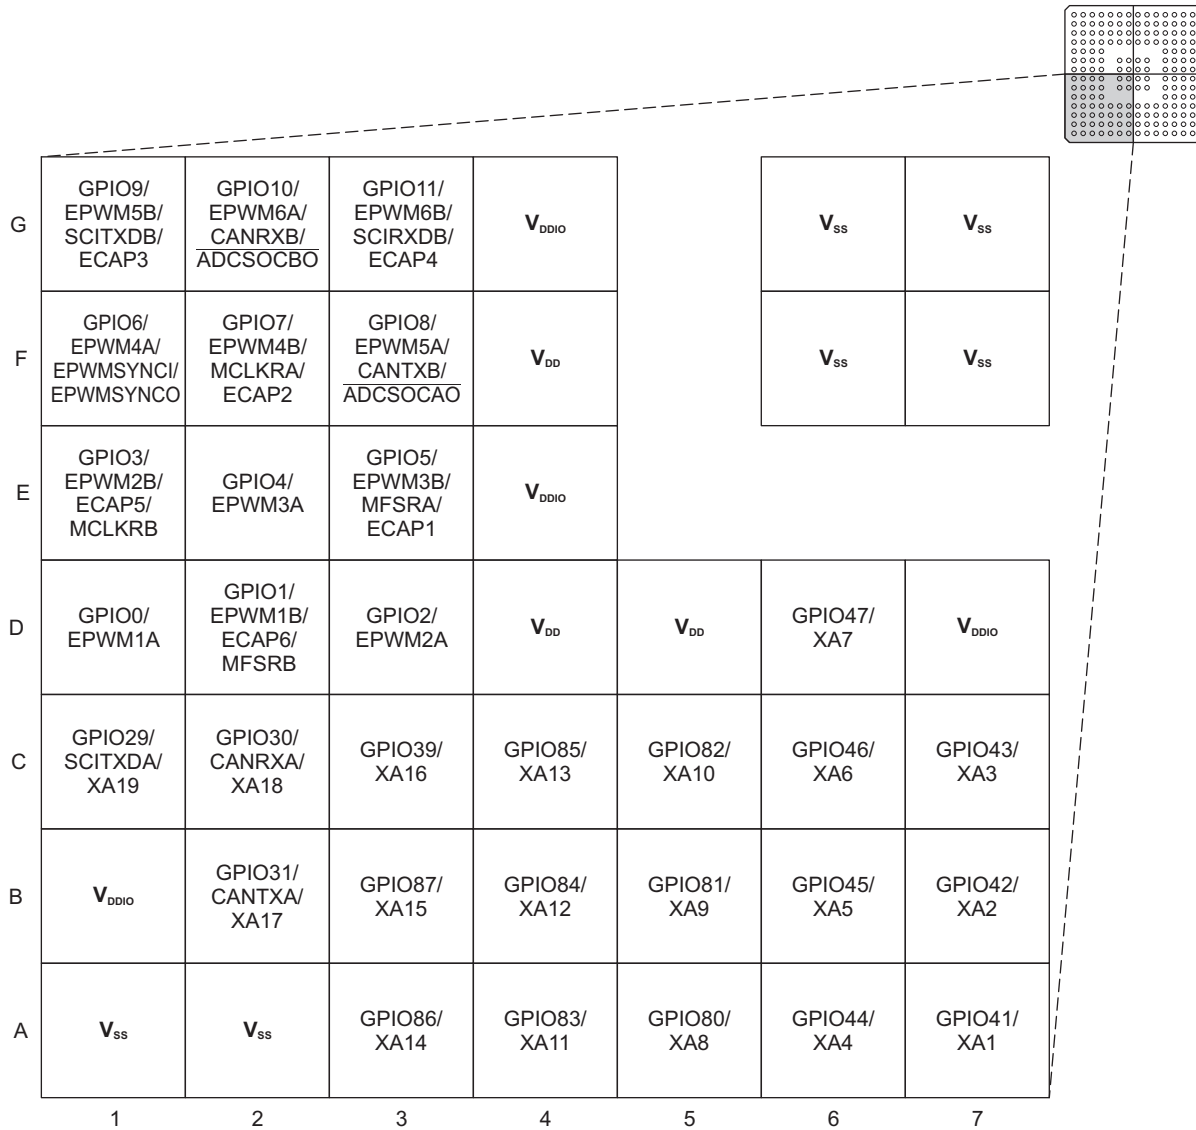 G
GPIO9/
EPWM5B/
SCITXDB/
ECAP3
GPIO10/
EPWM6A/
CANRXB/
ADCSOCBO
GPIO11/
EPWM6B/
SCIRXDB/
ECAP4
VDDIO
VSS
VSS
F
GPIO6/
EPWM4A/
EPWMSYNCI/
EPWMSYNCO
GPIO7/
EPWM4B/
MCLKRA/
ECAP2
GPIO8/
EPWM5A/
CANTXB/
ADCSOCAO
VDD
VSS
VSS
E
GPIO3/
EPWM2B/
ECAP5/
MCLKRB
GPIO4/
EPWM3A
GPIO5/
EPWM3B/
MFSRA/
ECAP1
VDDIO
D
GPIO0/
EPWM1A
GPIO1/
EPWM1B/
ECAP6/
MFSRB
GPIO2/
EPWM2A
VDD
VDD
GPIO47/
XA7
VDDIO
C
GPIO29/
SCITXDA/
XA19
GPIO30/
CANRXA/
XA18
GPIO39/
XA16
GPIO85/
XA13
GPIO82/
XA10
GPIO46/
XA6
GPIO43/
XA3
B
VDDIO
GPIO31/
CANTXA/
XA17
GPIO87/
XA15
GPIO84/
XA12
GPIO81/
XA9
GPIO45/
XA5
GPIO42/
XA2
A
VSS
VSS
GPIO86/
XA14
GPIO83/
XA11
GPIO80/
XA8
GPIO44/
XA4
GPIO41/
XA1
1 2 3 4 5 6 7